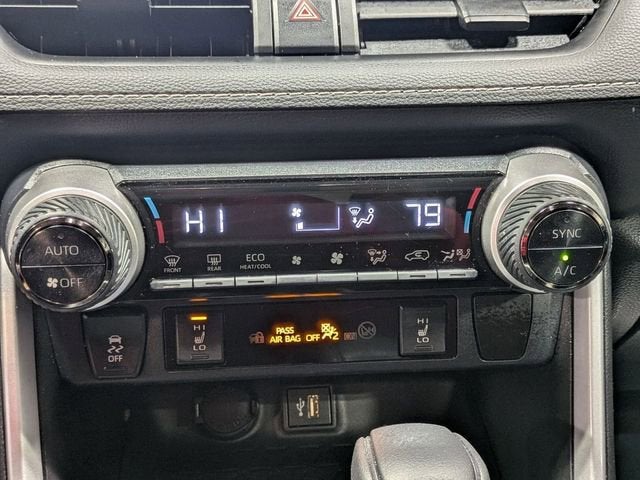 HI 79
AUTO
OFF
SYNC
A/C
FRONT REAR ECO
HEAT/COOL
OFF
HI
LO
PASS
AIR BAG OFF 2
HI
LO